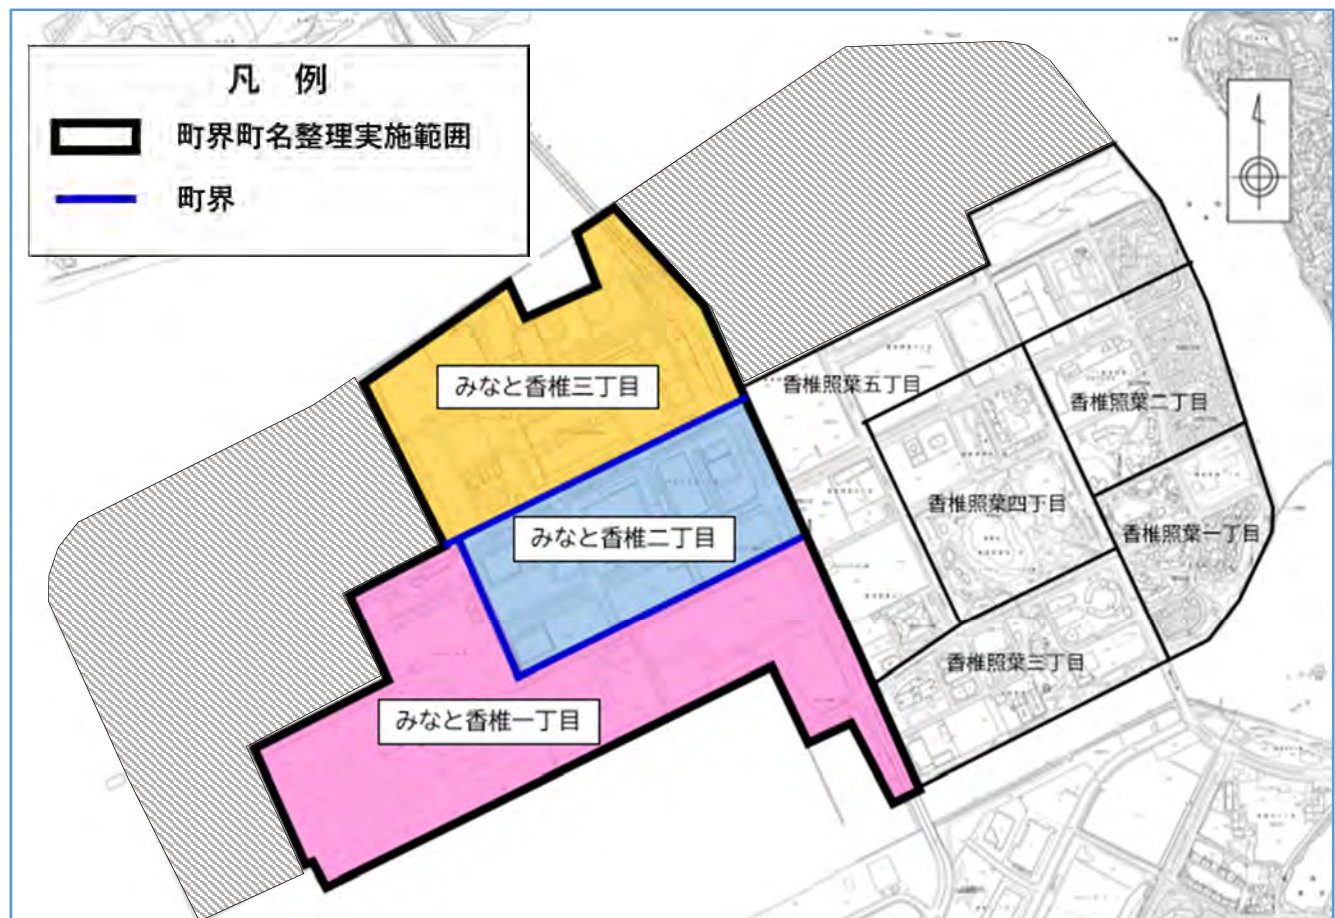 凡 例
町界町名整理実施範囲
町界
みなと香椎三丁目
香椎照葉五丁目
香椎照葉二丁目
香椎照葉四丁目
みなと香椎二丁目
香椎照葉一丁目
香椎照葉三丁目
みなと香椎一丁目